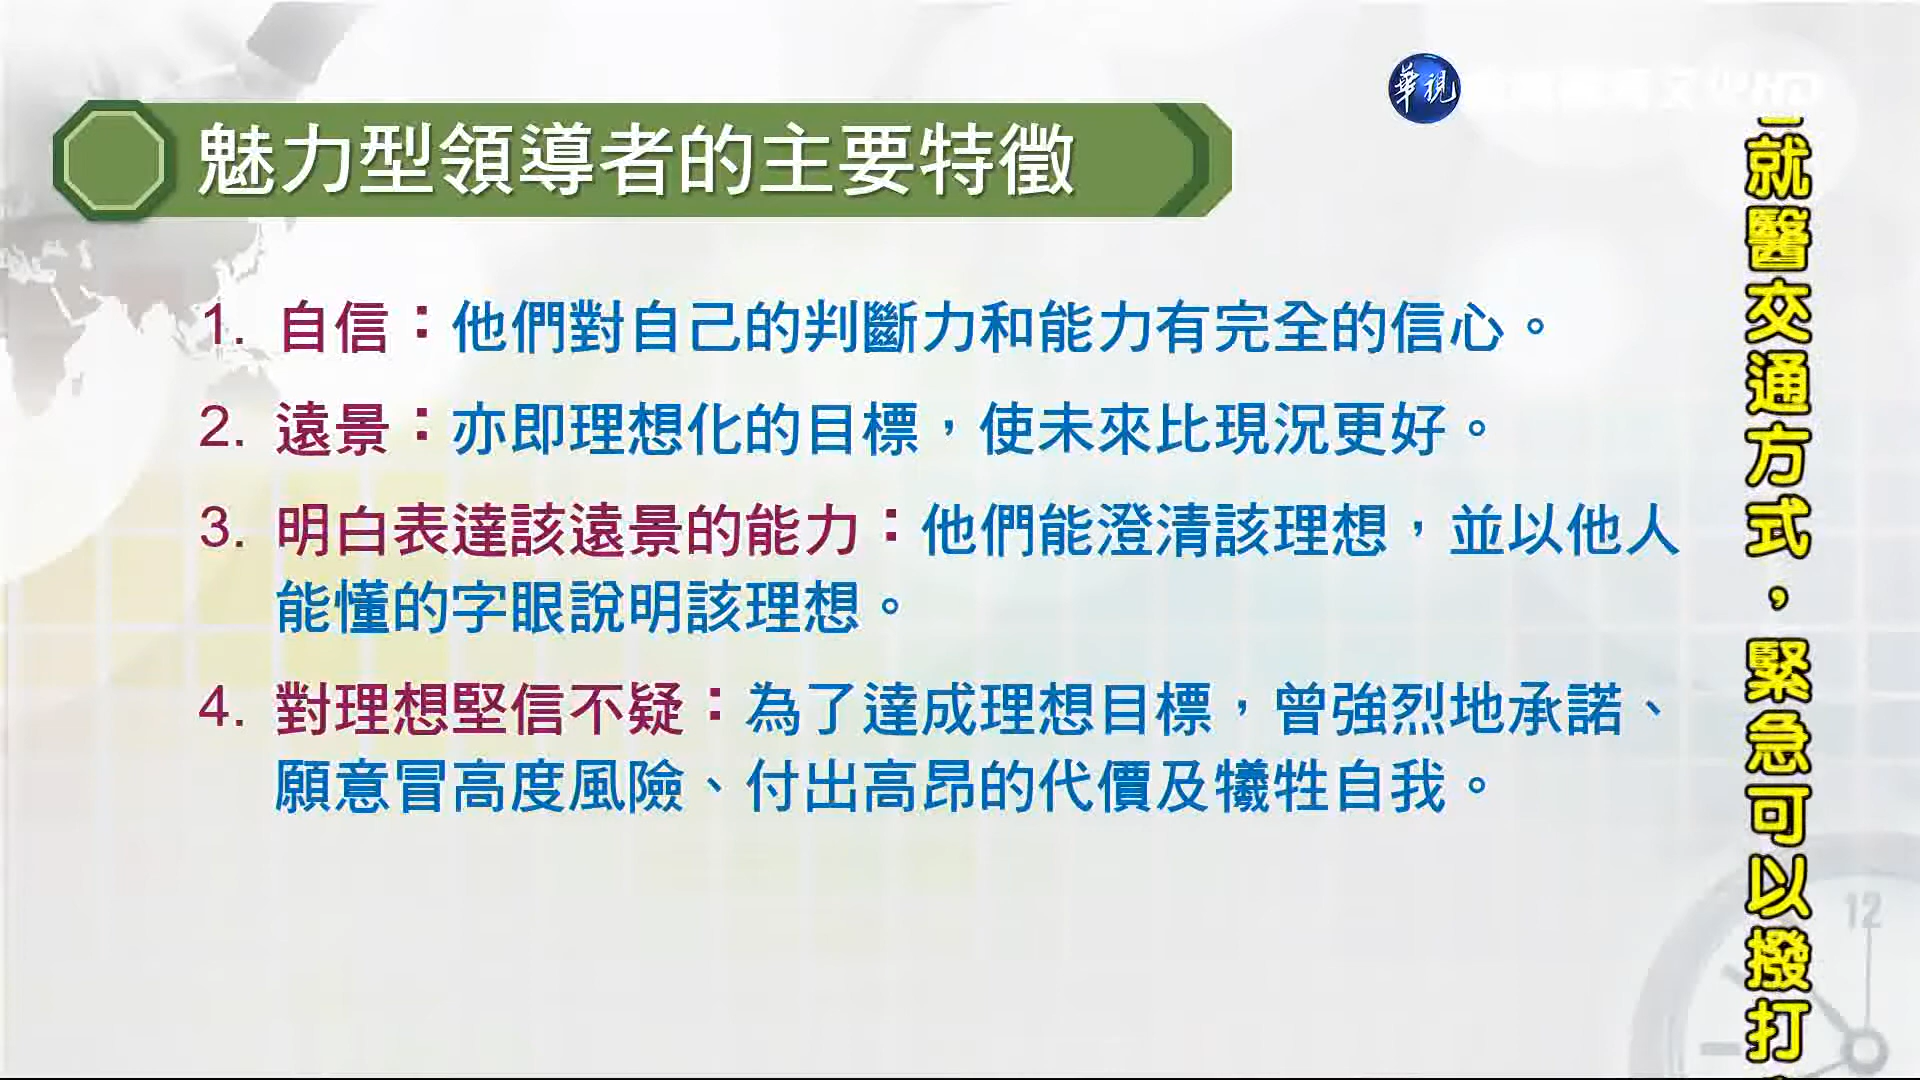 魅力型領導者的主要特徵
華視
1. 自信：他們對自己的判斷力和能力有完全的信心。
2. 遠景：亦即理想化的目標，使未來比現況更好。
3. 明白表達該遠景的能力：他們能澄清該理想，並以他人
能懂的字眼說明該理想。
4. 對理想堅信不疑：為了達成理想目標，曾強烈地承諾、
願意冒高度風險、付出高昂的代價及犧牲自我。
就醫交通方式，緊急可以撥打
12